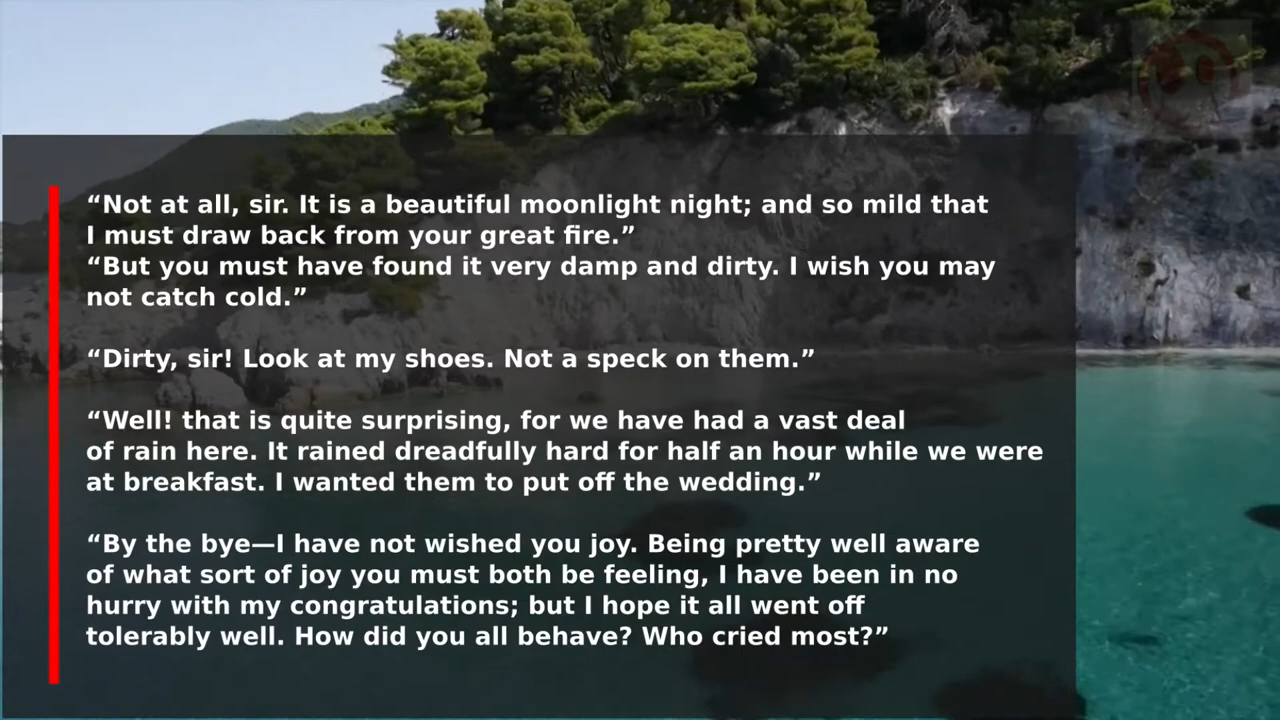 “Not at all, sir. It is a beautiful moonlight night; and so mild that
I must draw back from your great fire.”
“But you must have found it very damp and dirty. I wish you may
not catch cold.”
“Dirty, sir! Look at my shoes. Not a speck on them.”
“Well! that is quite surprising, for we have had a vast deal
of rain here. It rained dreadfully hard for half an hour while we were
at breakfast. I wanted them to put off the wedding.”
“By the bye—I have not wished you joy. Being pretty well aware
of what sort of joy you must both be feeling, I have been in no
hurry with my congratulations; but I hope it all went off
tolerably well. How did you all behave? Who cried most?”